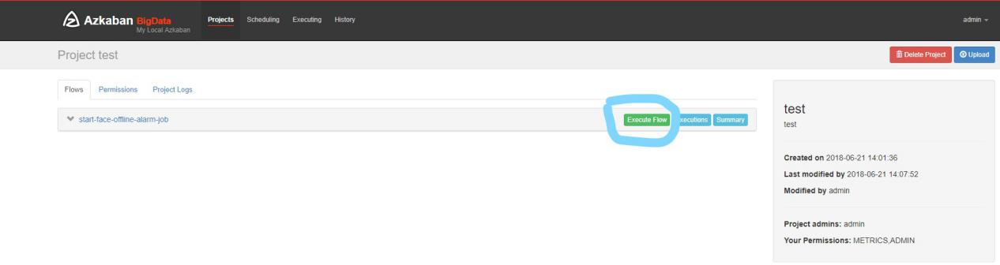 Azkaban BigData
My Local Azkaban
Projects Scheduling Executing History
admin
Project test
Delete Project Upload
Flows Permissions Project Logs
start-face-offline-alarm-job
Execute Flow xecutions Summary
test
test
Created on 2018-06-21 14:01:36
Last modified by 2018-06-21 14:07:52
Modified by admin
Project admins: admin
Your Permissions: METRICS,ADMIN